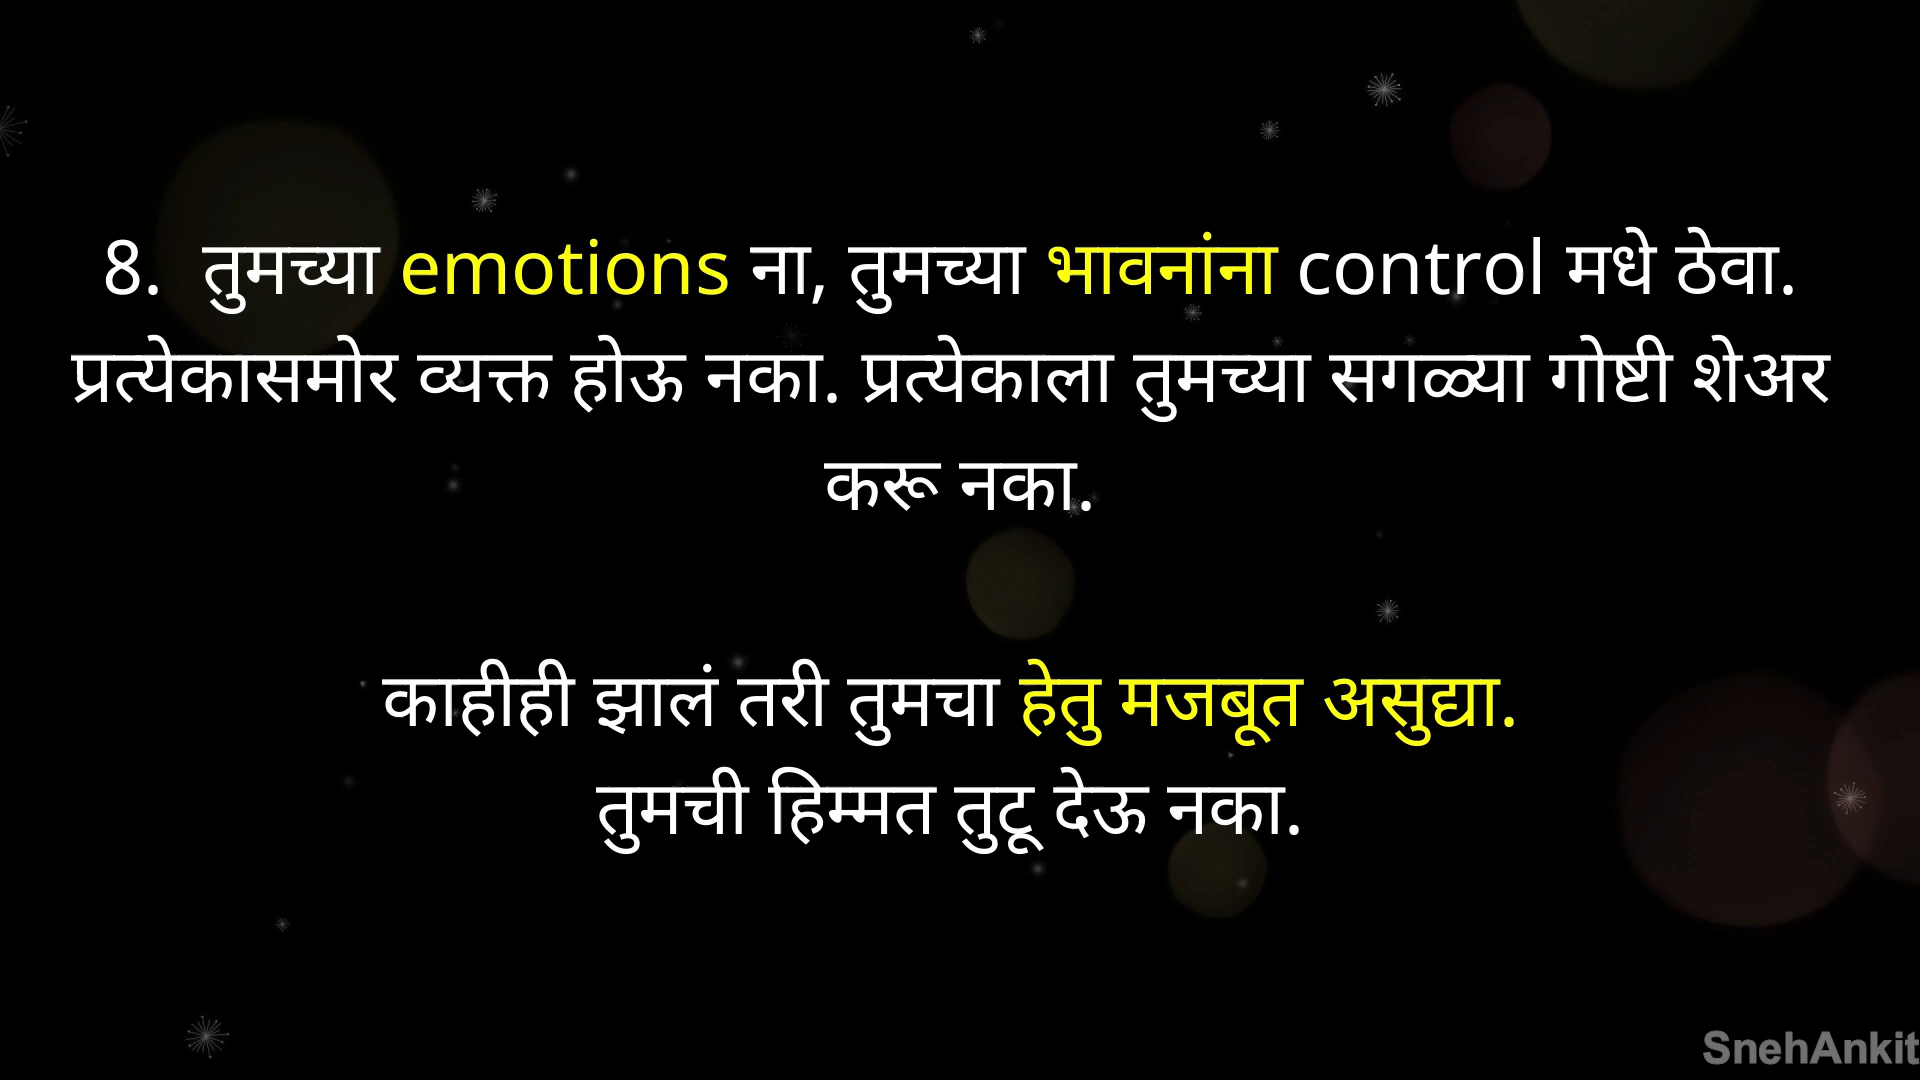 8. तुमच्या emotions ना, तुमच्या भावनांना control मधे ठेवा.
प्रत्येकासमोर व्यक्त होऊ नका. प्रत्येकाला तुमच्या सगळ्या गोष्टी शेअर
करू नका.
काहीही झालं तरी तुमचा हेतु मजबूत असुद्या.
तुमची हिम्मत तुटू देऊ नका.
SnehAnkit